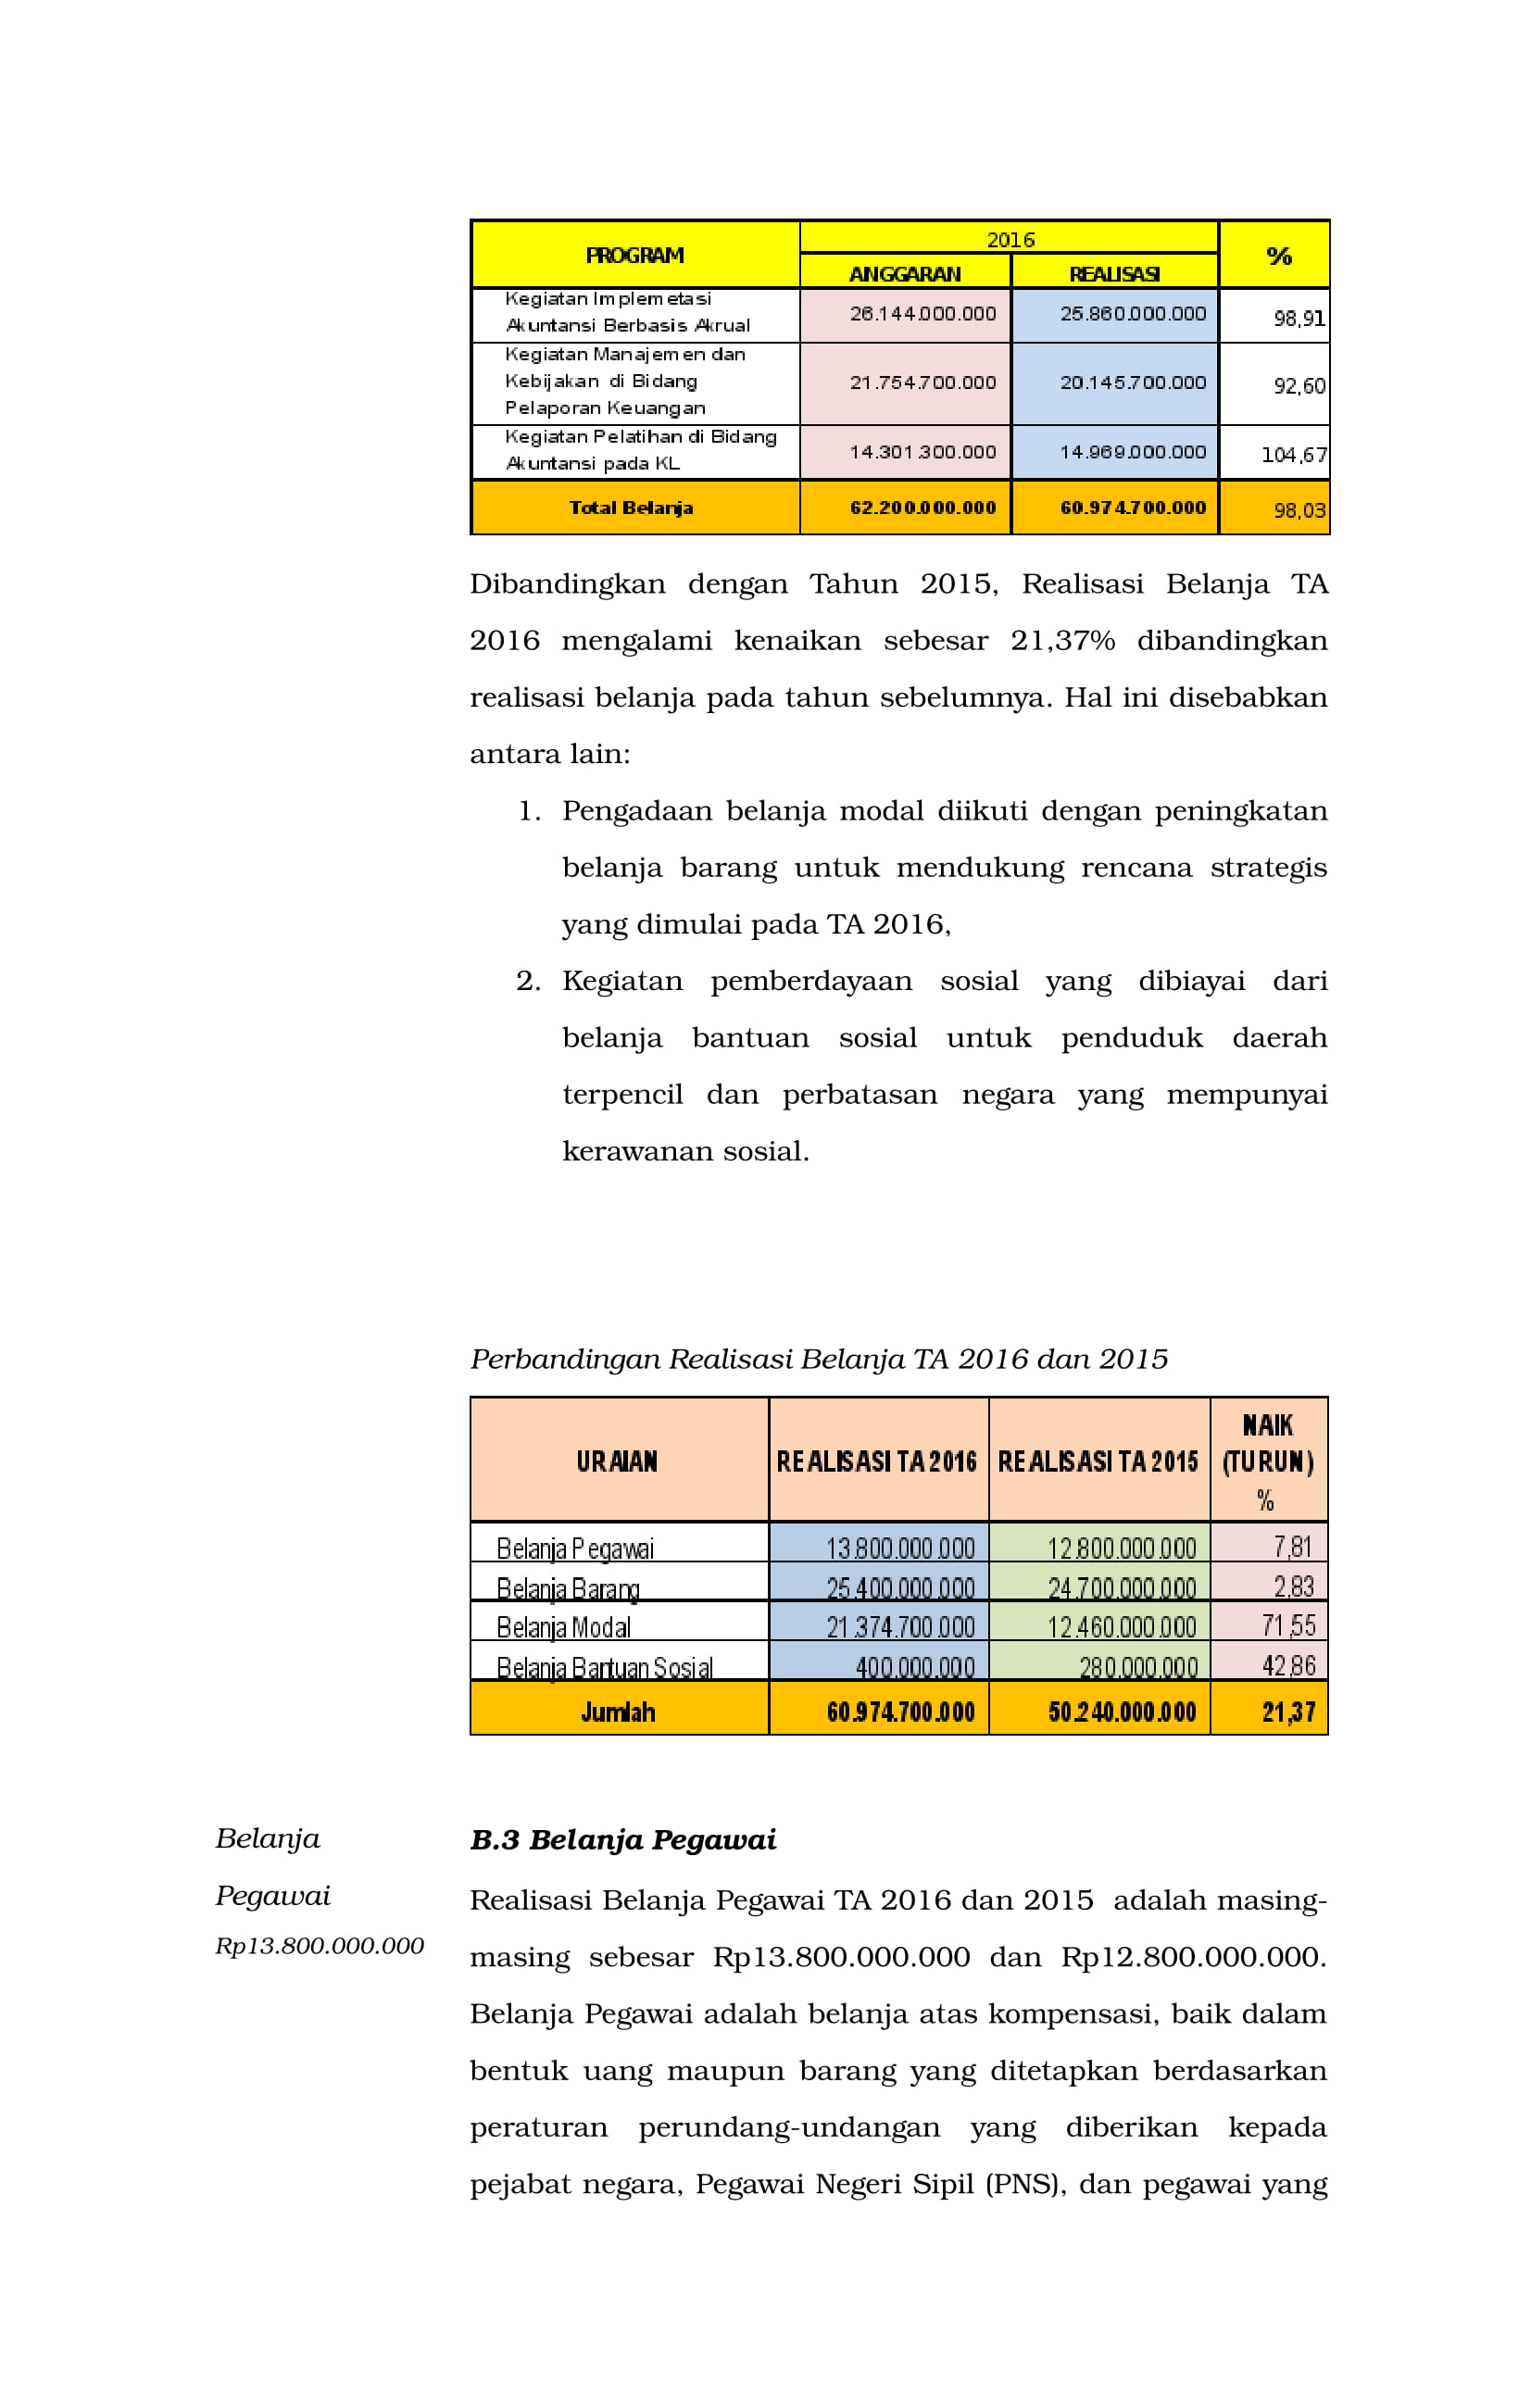 PROGRAM 2016 %
ANGGARAN REALISASI
Kegiatan Implemetasi
Akuntansi Berbasis Akrual 26.144.000.000 25.860.000.000 98,91
Kegiatan Manajemen dan
Kebijakan di Bidang 21.754.700.000 20.145.700.000 92,60
Pelaporan Keuangan
Kegiatan Pelatihan di Bidang
Akuntansi pada KL 14.301.300.000 14.969.000.000 104,67
Total Belanja 62.200.000.000 60.974.700.000 98,03
Dibandingkan dengan Tahun 2015, Realisasi Belanja TA
2016 mengalami kenaikan sebesar 21,37% dibandingkan
realisasi belanja pada tahun sebelumnya. Hal ini disebabkan
antara lain:
1. Pengadaan belanja modal diikuti dengan peningkatan
belanja barang untuk mendukung rencana strategis
yang dimulai pada TA 2016,
2. Kegiatan pemberdayaan sosial yang dibiayai dari
belanja bantuan sosial untuk penduduk daerah
terpencil dan perbatasan negara yang mempunyai
kerawanan sosial.
Perbandingan Realisasi Belanja TA 2016 dan 2015
URAIAN REALISASI TA 2016 REALISASI TA 2015 NAIK
(TURUN)
%
Belanja Pegawai 13.800.000.000 12.800.000.000 7,81
Belanja Barang 25.400.000.000 24.700.000.000 2,83
Belanja Modal 21.374.700.000 12.460.000.000 71,55
Belanja Bantuan Sosial 400.000.000 280.000.000 42,86
Jumlah 60.974.700.000 50.240.000.000 21,37
Belanja
Pegawai
Rp13.800.000.000
B.3 Belanja Pegawai
Realisasi Belanja Pegawai TA 2016 dan 2015 adalah masing-
masing sebesar Rp13.800.000.000 dan Rp12.800.000.000.
Belanja Pegawai adalah belanja atas kompensasi, baik dalam
bentuk uang maupun barang yang ditetapkan berdasarkan
peraturan perundang-undangan yang diberikan kepada
pejabat negara, Pegawai Negeri Sipil (PNS), dan pegawai yang